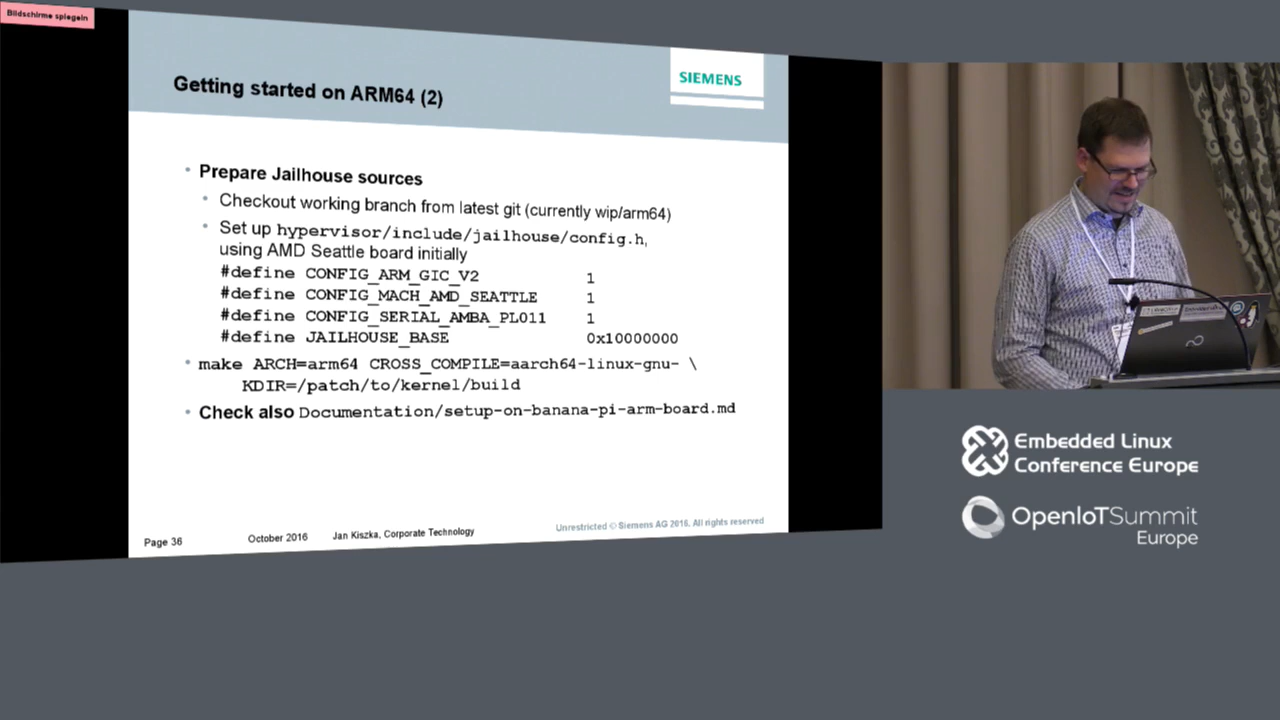 Bildschirme spiegeln
Getting started on ARM64 (2)
SIEMENS
Prepare Jailhouse sources
Checkout working branch from latest git (currently wip/arm64)
Set up hypervisor/include/jailhouse/config.h,
using AMD Seattle board initially
#define CONFIG_ARM_GIC_V2 1
#define CONFIG_MACH_AMD_SEATTLE 1
#define CONFIG_SERIAL_AMBA_PL011 1
#define JAILHOUSE_BASE 0x10000000
make ARCH=arm64 CROSS_COMPILE=aarch64-linux-gnu- \
KDIR=/patch/to/kernel/build
Check also Documentation/setup-on-banana-pi-arm-board.md
Page 36 October 2016 Jan Kiszka, Corporate Technology
Unrestricted © Siemens AG 2016. All rights reserved
Embedded Linux
Conference Europe
OpenIoTSummit
Europe